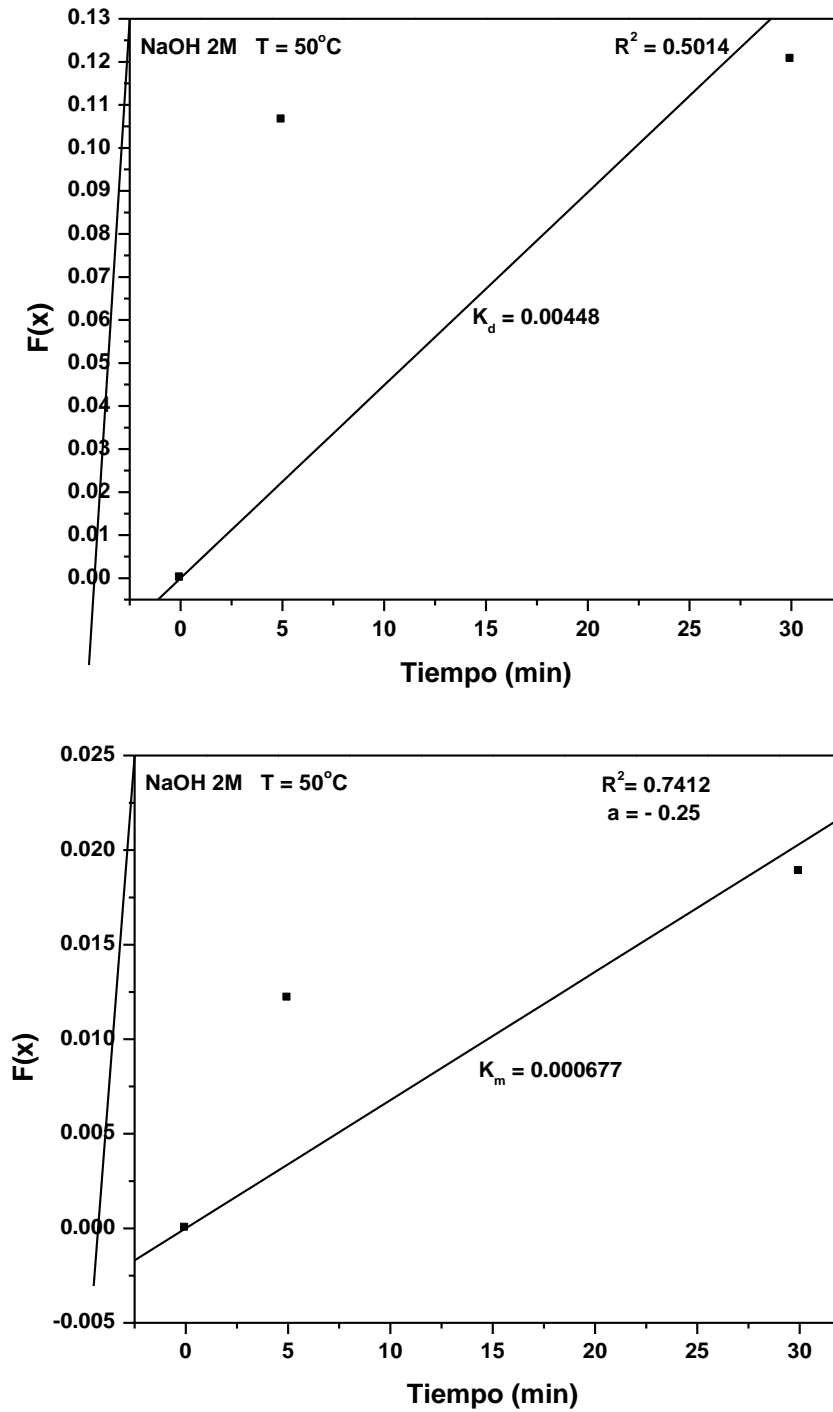 NaOH 2M   T = 50°C
R² = 0.5014
0.13
0.12
0.11
0.10
0.09
0.08
0.07
0.06
0.05
0.04
0.03
0.02
0.01
0.00
F(x)
K_d = 0.00448
0 5 10 15 20 25 30
Tiempo (min)
NaOH 2M   T = 50°C
R²= 0.7412
a = - 0.25
0.025
0.020
0.015
0.010
0.005
0.000
-0.005
F(x)
K_m = 0.000677
0 5 10 15 20 25 30
Tiempo (min)